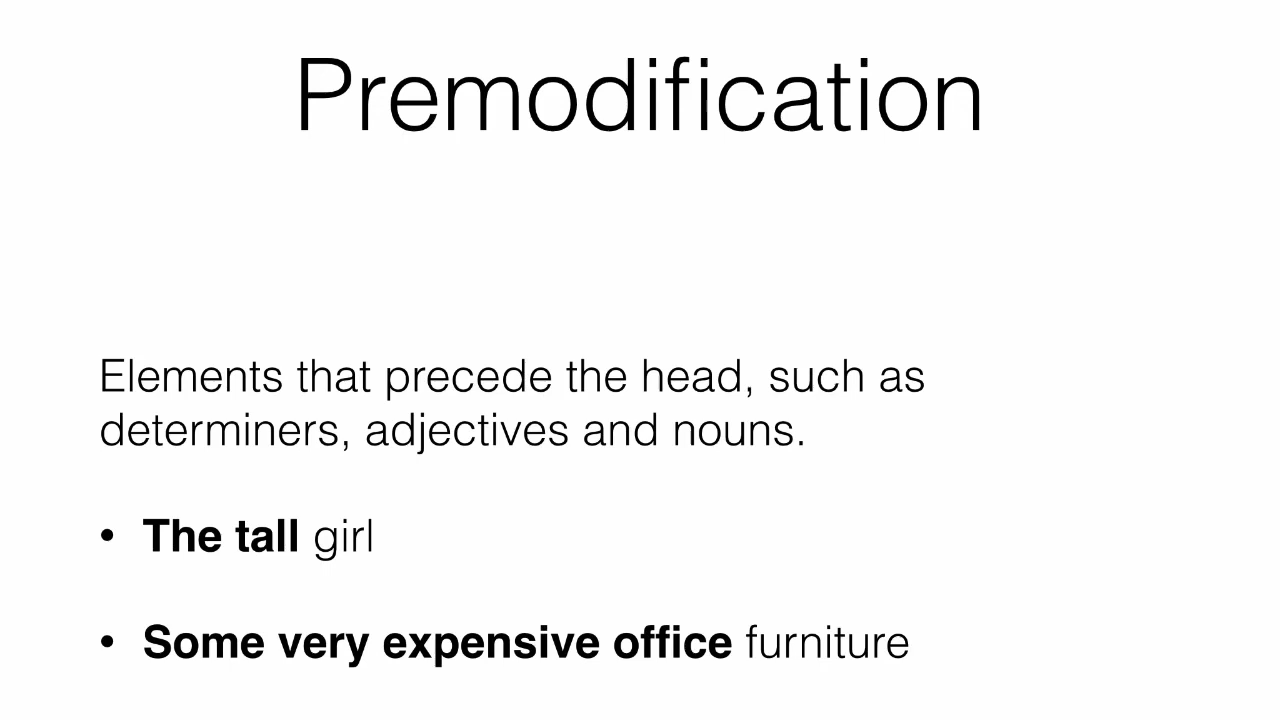 Premodification
Elements that precede the head, such as
determiners, adjectives and nouns.
• The tall girl
• Some very expensive office furniture